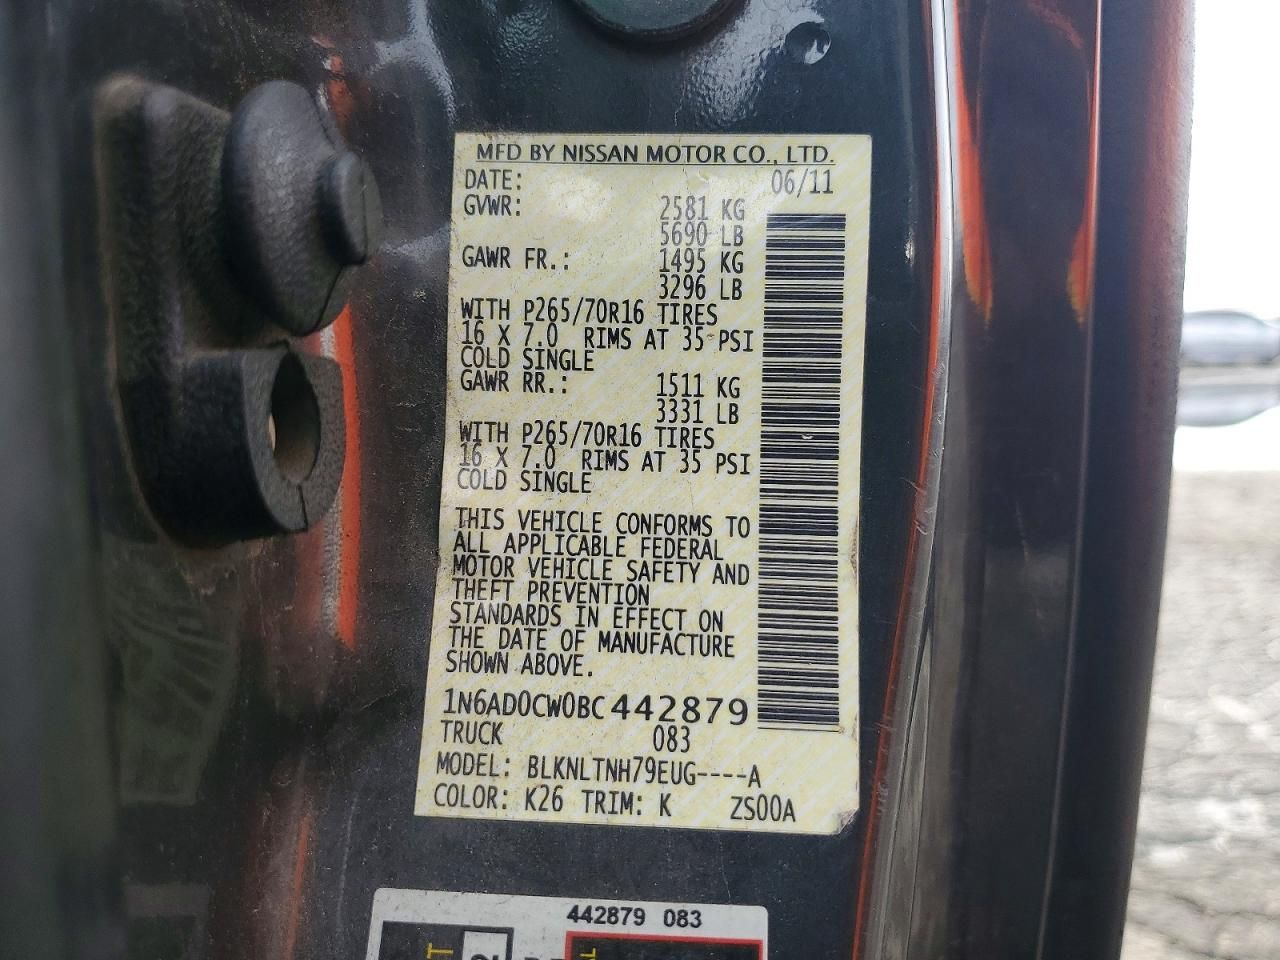 MFD BY NISSAN MOTOR CO., LTD.
DATE: 06/11
GVWR: 2581 KG
5690 LB
GAWR FR.: 1495 KG
3296 LB
WITH P265/70R16 TIRES
16 X 7.0 RIMS AT 35 PSI
COLD SINGLE
GAWR RR.: 1511 KG
3331 LB
WITH P265/70R16 TIRES
16 X 7.0 RIMS AT 35 PSI
COLD SINGLE
THIS VEHICLE CONFORMS TO
ALL APPLICABLE FEDERAL
MOTOR VEHICLE SAFETY AND
THEFT PREVENTION
STANDARDS IN EFFECT ON
THE DATE OF MANUFACTURE
SHOWN ABOVE.
1N6AD0CW0BC442879
TRUCK 083
MODEL: BLKNLTNH79EUG----A
COLOR: K26 TRIM: K ZS00A
442879 083